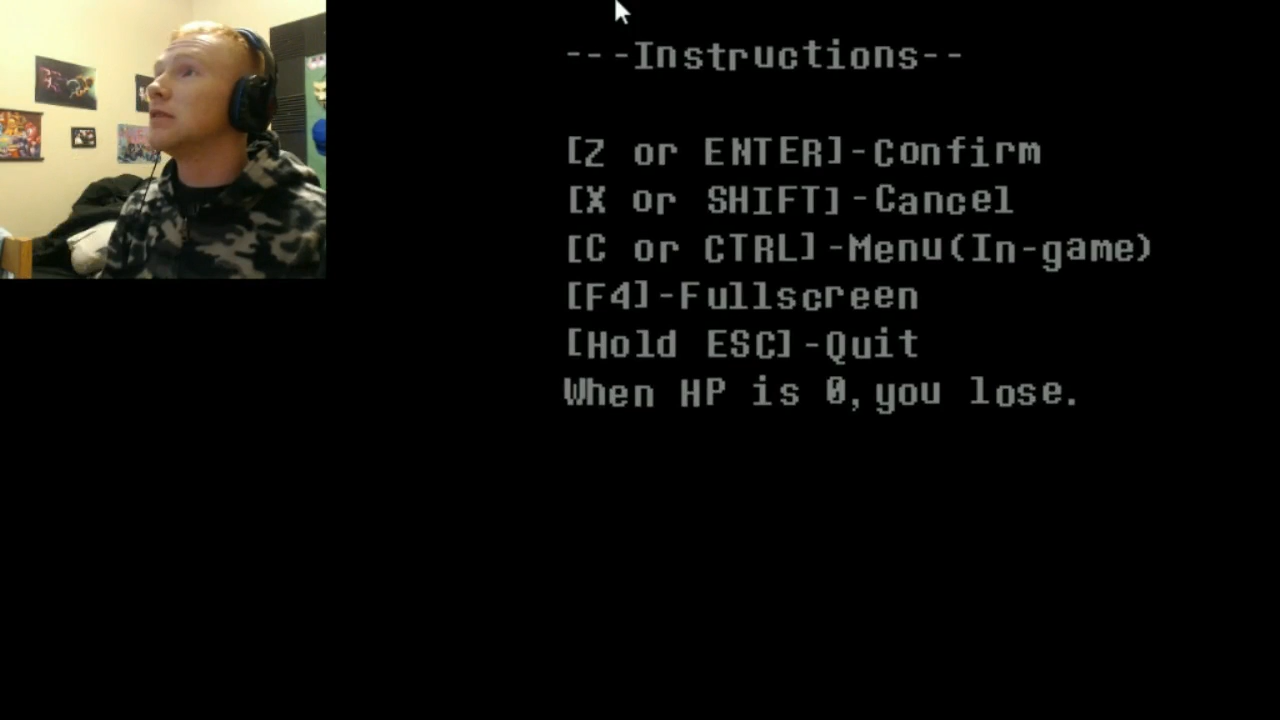 ---Instructions--
[Z or ENTER]-Confirm
[X or SHIFT]-Cancel
[C or CTRL]-Menu(In-game)
[F4]-Fullscreen
[Hold ESC]-Quit
When HP is 0,you lose.